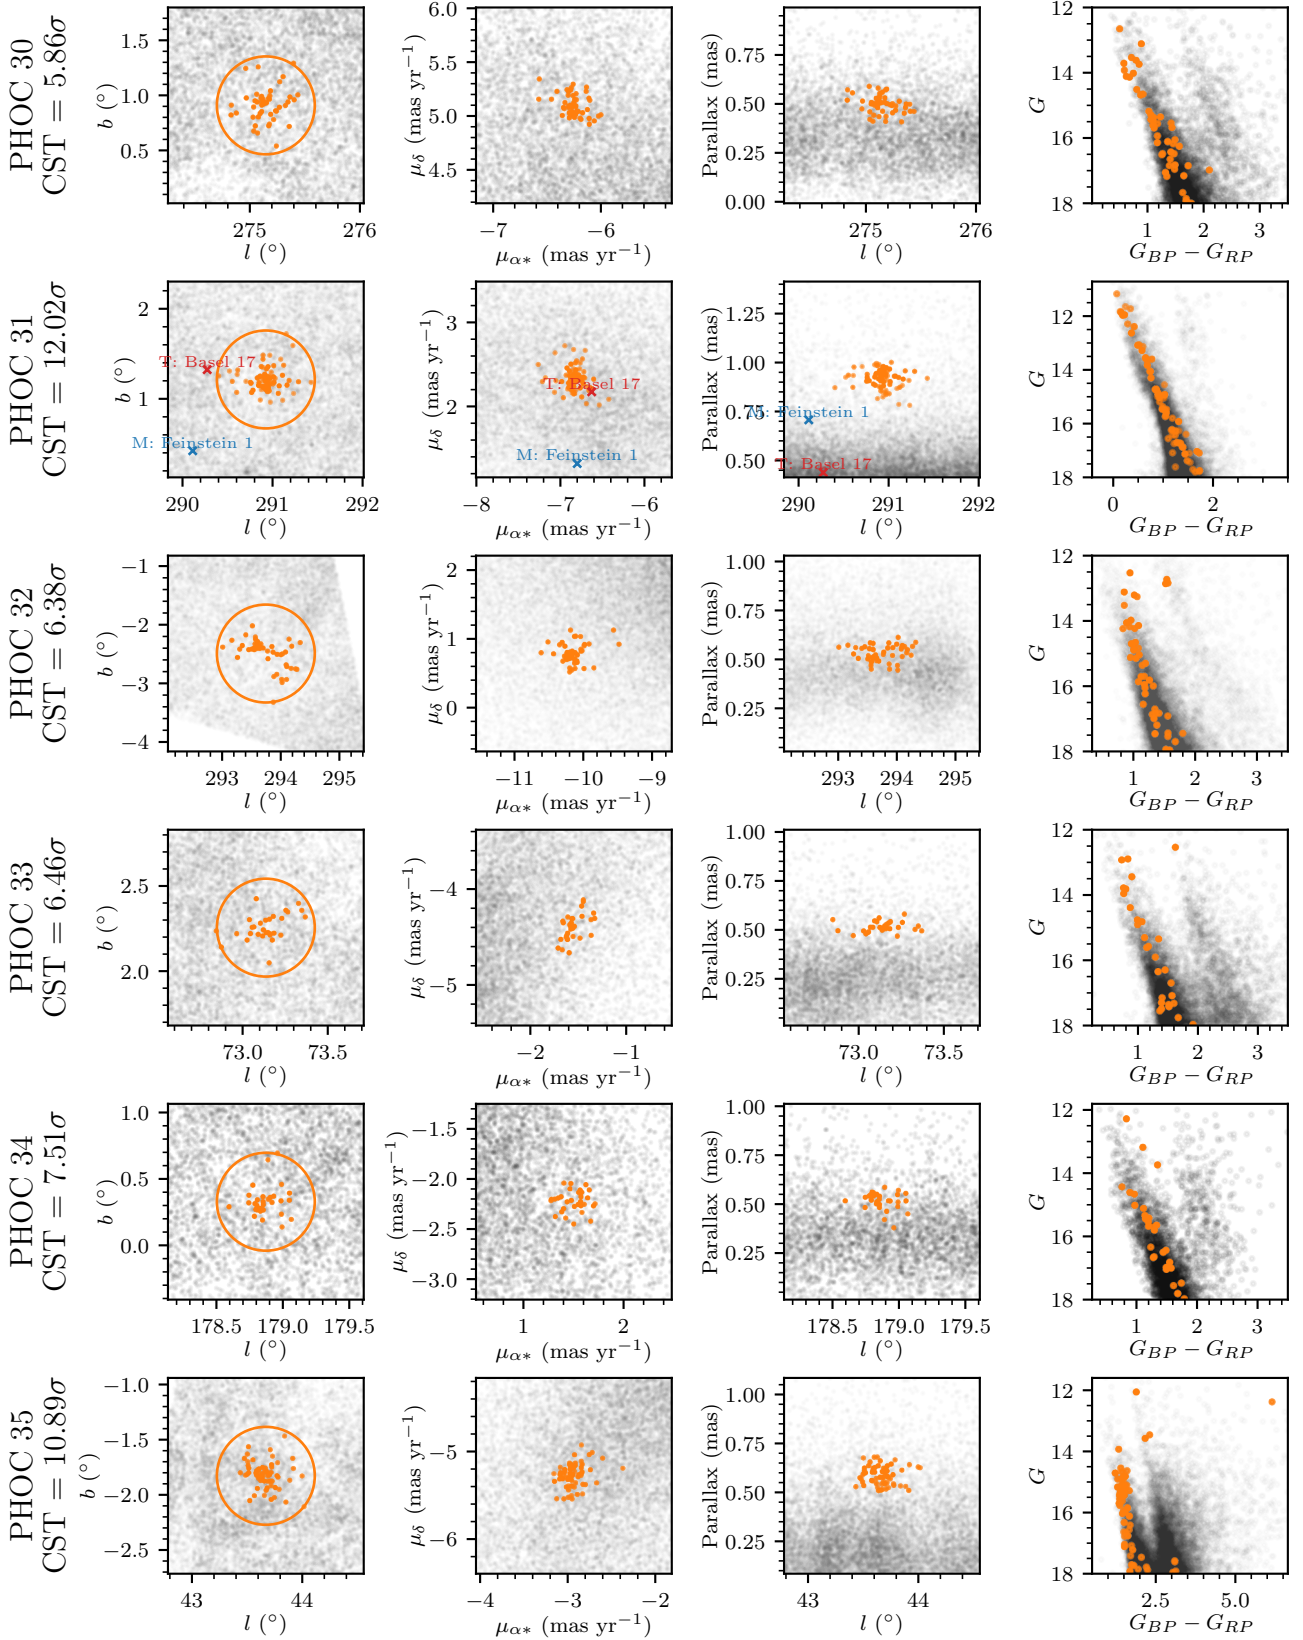 PHOC 30
CST = 5.86σ
1.5
1.0
0.5
b (°)
275
276
l (°)
6.0
5.5
5.0
4.5
μδ (mas yr−1)
−7
−6
μα∗ (mas yr−1)
0.75
0.50
0.25
0.00
Parallax (mas)
275
276
l (°)
12
14
16
18
G
1
2
3
GBP − GRP
PHOC 31
CST = 12.02σ
2
1
b (°)
T: Basel 17
M: Feinstein 1
290
291
292
l (°)
3
2
μδ (mas yr−1)
T: Basel 17
M: Feinstein 1
−8
−7
−6
μα∗ (mas yr−1)
1.25
1.00
0.75
0.50
Parallax (mas)
M: Feinstein 1
T: Basel 17
290
291
292
l (°)
12
14
16
18
G
0
2
GBP − GRP
PHOC 32
CST = 6.38σ
−1
−2
−3
−4
b (°)
293
294
295
l (°)
2
1
0
μδ (mas yr−1)
−11
−10
−9
μα∗ (mas yr−1)
1.00
0.75
0.50
0.25
Parallax (mas)
293
294
295
l (°)
12
14
16
18
G
1
2
3
GBP − GRP
PHOC 33
CST = 6.46σ
2.5
2.0
b (°)
73.0
73.5
l (°)
−4
−5
μδ (mas yr−1)
−2
−1
μα∗ (mas yr−1)
1.00
0.75
0.50
0.25
Parallax (mas)
73.0
73.5
l (°)
12
14
16
18
G
1
2
3
GBP − GRP
PHOC 34
CST = 7.51σ
1.0
0.5
0.0
b (°)
178.5
179.0
179.5
l (°)
−1.5
−2.0
−2.5
−3.0
μδ (mas yr−1)
1
2
μα∗ (mas yr−1)
1.00
0.75
0.50
0.25
Parallax (mas)
178.5
179.0
179.5
l (°)
12
14
16
18
G
1
2
3
GBP − GRP
PHOC 35
CST = 10.89σ
−1.0
−1.5
−2.0
−2.5
b (°)
43
44
l (°)
−5
−6
μδ (mas yr−1)
−4
−3
−2
μα∗ (mas yr−1)
1.00
0.75
0.50
0.25
Parallax (mas)
43
44
l (°)
12
14
16
18
G
2.5
5.0
GBP − GRP